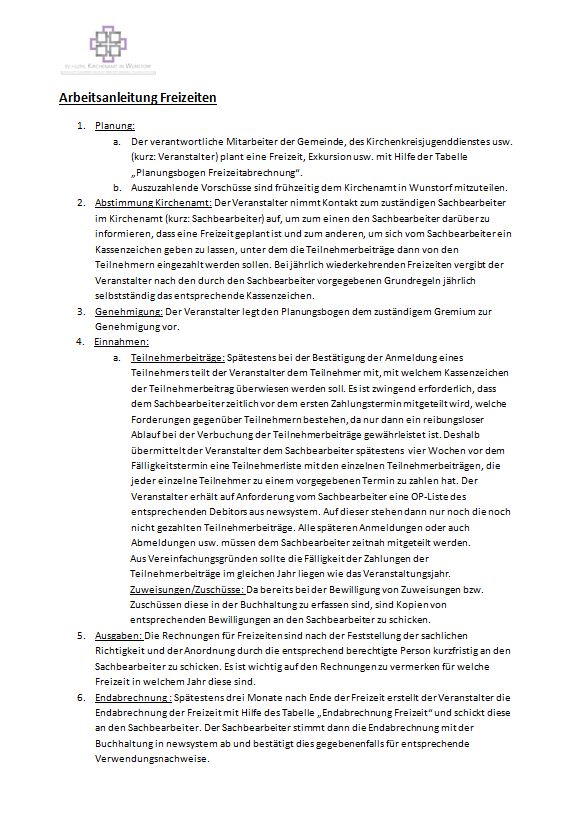 KIRCHENAMT IN WUNSTORF
Arbeitsanleitung Freizeiten
1. Planung:
a. Der verantwortliche Mitarbeiter der Gemeinde, des Kirchenkreisjugenddienstes usw.
(kurz: Veranstalter) plant eine Freizeit, Exkursion usw. mit Hilfe der Tabelle
„Planungsbogen Freizeitabrechnung“.
b. Auszuzahlende Vorschüsse sind frühzeitig dem Kirchenamt in Wunstorf mitzuteilen.
2. Abstimmung Kirchenamt: Der Veranstalter nimmt Kontakt zum zuständigen Sachbearbeiter
im Kirchenamt (kurz: Sachbearbeiter) auf, um zum einen den Sachbearbeiter darüber zu
informieren, dass eine Freizeit geplant ist und zum anderen, um sich vom Sachbearbeiter ein
Kassenzeichen geben zu lassen, unter dem die Teilnehmerbeiträge dann von den
Teilnehmern eingezahlt werden sollen. Bei jährlich wiederkehrenden Freizeiten vergibt der
Veranstalter nach den durch den Sachbearbeiter vorgegebenen Grundregeln jährlich
selbstständig das entsprechende Kassenzeichen.
3. Genehmigung: Der Veranstalter legt den Planungsbogen dem zuständigem Gremium zur
Genehmigung vor.
4. Einnahmen:
a. Teilnehmerbeiträge: Spätestens bei der Bestätigung der Anmeldung eines
Teilnehmers teilt der Veranstalter dem Teilnehmer mit, mit welchem Kassenzeichen
der Teilnehmerbeitrag überwiesen werden soll. Es ist zwingend erforderlich, dass
dem Sachbearbeiter zeitlich vor dem ersten Zahlungstermin mitgeteilt wird, welche
Forderungen gegenüber Teilnehmern bestehen, da nur dann ein reibungsloser
Ablauf bei der Verbuchung der Teilnehmerbeiträge gewährleistet ist. Deshalb
übermittelt der Veranstalter dem Sachbearbeiter spätestens vier Wochen vor dem
Fälligkeitstermin eine Teilnehmerliste mit den einzelnen Teilnehmerbeiträgen, die
jeder einzelne Teilnehmer zu einem vorgegebenen Termin zu zahlen hat. Der
Veranstalter erhält auf Anforderung vom Sachbearbeiter eine OP-Liste des
entsprechenden Debitors aus newsystem. Auf dieser stehen dann nur noch die noch
nicht gezahlten Teilnehmerbeiträge. Alle späteren Anmeldungen oder auch
Abmeldungen usw. müssen dem Sachbearbeiter zeitnah mitgeteilt werden.
Aus Vereinfachungsgründen sollte die Fälligkeit der Zahlungen der
Teilnehmerbeiträge im gleichen Jahr liegen wie das Veranstaltungsjahr.
Zuweisungen/Zuschüsse: Da bereits bei der Bewilligung von Zuweisungen bzw.
Zuschüssen diese in der Buchhaltung zu erfassen sind, sind Kopien von
entsprechenden Bewilligungen an den Sachbearbeiter zu schicken.
5. Ausgaben: Die Rechnungen für Freizeiten sind nach der Feststellung der sachlichen
Richtigkeit und der Anordnung durch die entsprechend berechtigte Person kurzfristig an den
Sachbearbeiter zu schicken. Es ist wichtig auf den Rechnungen zu vermerken für welche
Freizeit in welchem Jahr diese sind.
6. Endabrechnung: Spätestens drei Monate nach Ende der Freizeit erstellt der Veranstalter die
Endabrechnung der Freizeit mit Hilfe des Tabelle „Endabrechnung Freizeit“ und schickt diese
an den Sachbearbeiter. Der Sachbearbeiter stimmt dann die Endabrechnung mit der
Buchhaltung in newsystem ab und bestätigt dies gegebenenfalls für entsprechende
Verwendungsnachweise.